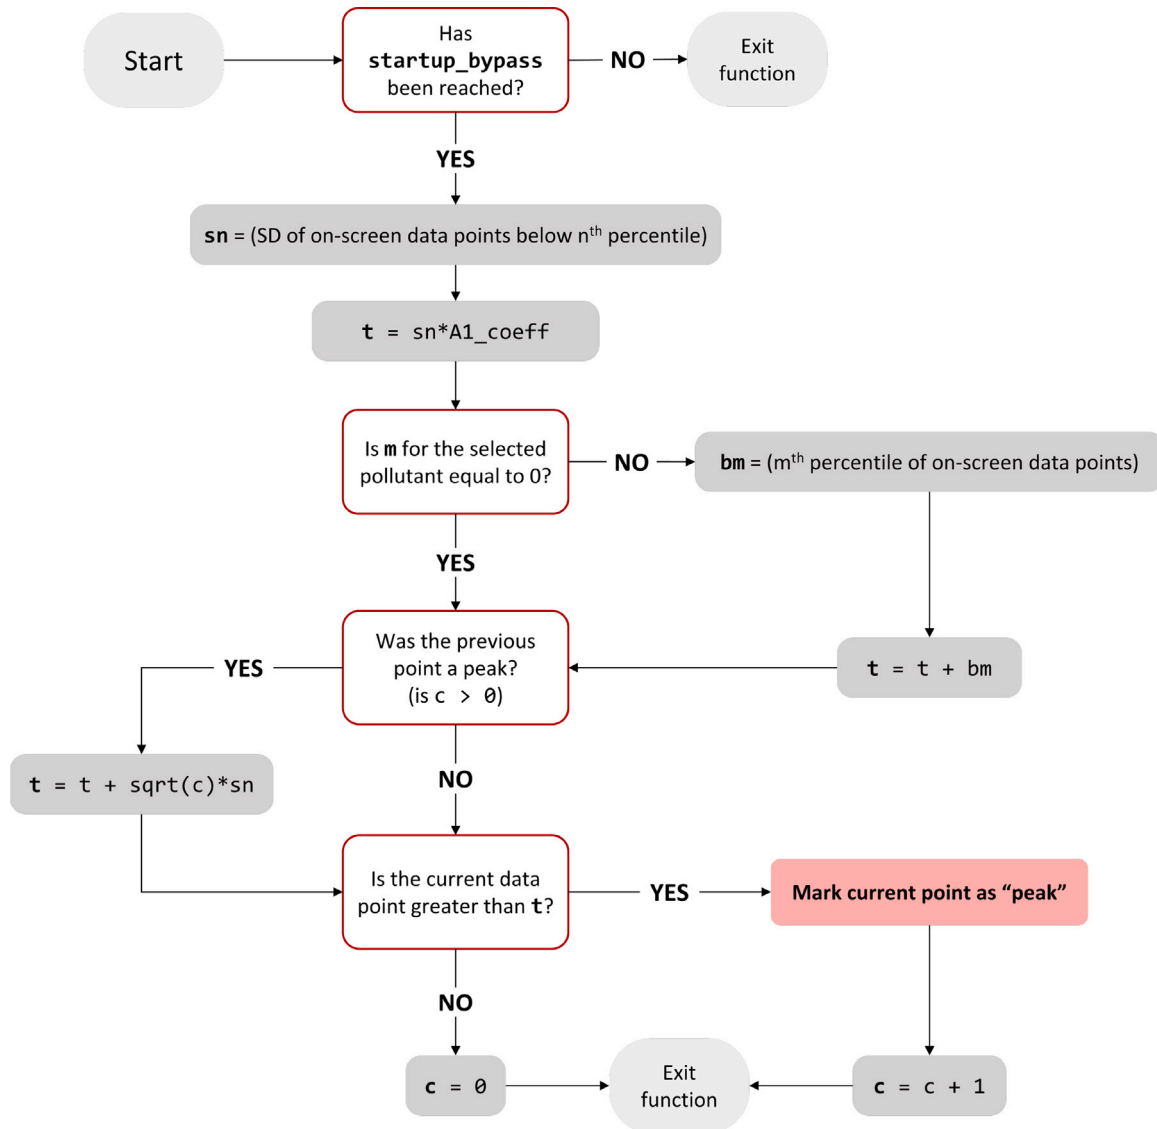 Start
Has
startup_bypass
been reached?
NO
Exit
function
YES
sn = (SD of on-screen data points below nth percentile)
t = sn*A1_coeff
Is m for the selected
pollutant equal to 0?
NO
bm = (mth percentile of on-screen data points)
YES
Was the previous
point a peak?
(is c > 0)
YES
t = t + bm
t = t + sqrt(c)*sn
NO
Is the current data
point greater than t?
YES
Mark current point as “peak”
NO
c = 0
Exit
function
c = c + 1